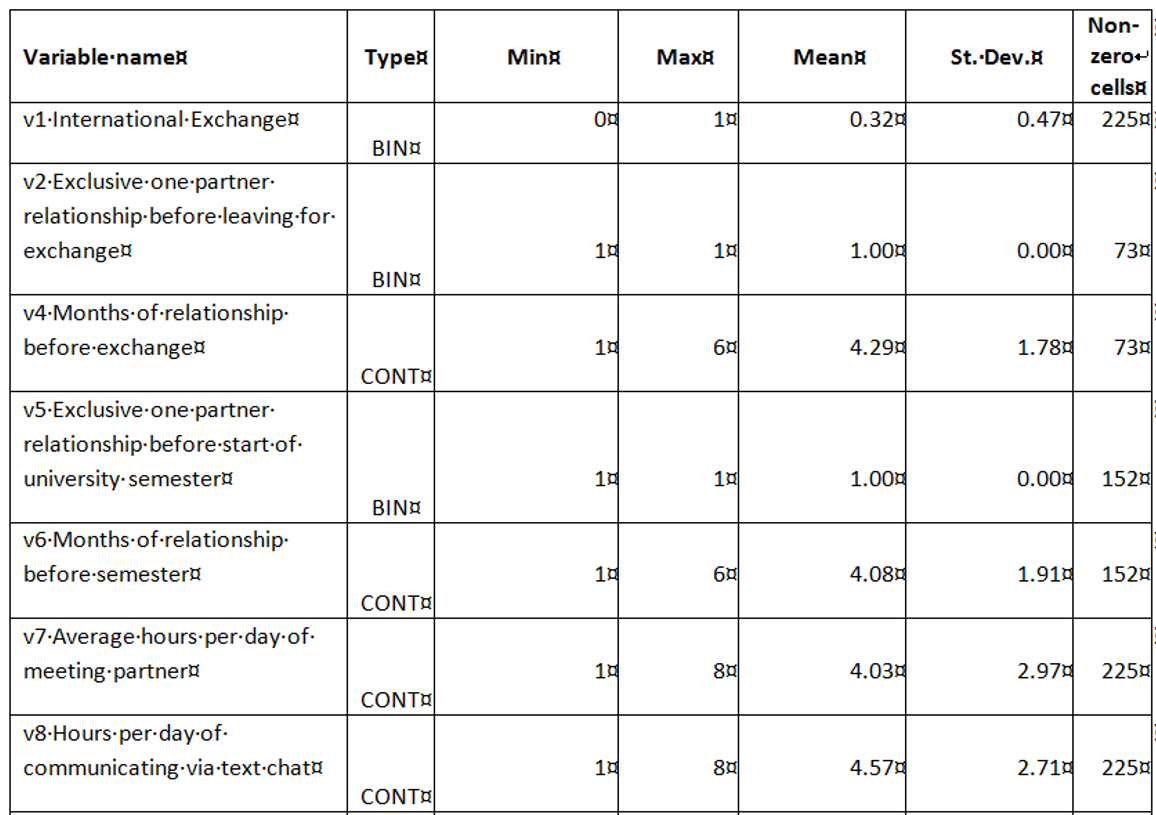 Variable·name¤ Type¤ Min¤ Max¤ Mean¤ St.·Dev.¤ Non-
zero↵
cells¤
v1·International·Exchange¤ BIN¤ 0¤ 1¤ 0.32¤ 0.47¤ 225¤
v2·Exclusive·one·partner·
relationship·before·leaving·for·
exchange¤ BIN¤ 1¤ 1¤ 1.00¤ 0.00¤ 73¤
v4·Months·of·relationship·
before·exchange¤ CONT¤ 1¤ 6¤ 4.29¤ 1.78¤ 73¤
v5·Exclusive·one·partner·
relationship·before·start·of·
university·semester¤ BIN¤ 1¤ 1¤ 1.00¤ 0.00¤ 152¤
v6·Months·of·relationship·
before·semester¤ CONT¤ 1¤ 6¤ 4.08¤ 1.91¤ 152¤
v7·Average·hours·per·day·of·
meeting·partner¤ CONT¤ 1¤ 8¤ 4.03¤ 2.97¤ 225¤
v8·Hours·per·day·of·
communicating·via·text·chat¤ CONT¤ 1¤ 8¤ 4.57¤ 2.71¤ 225¤